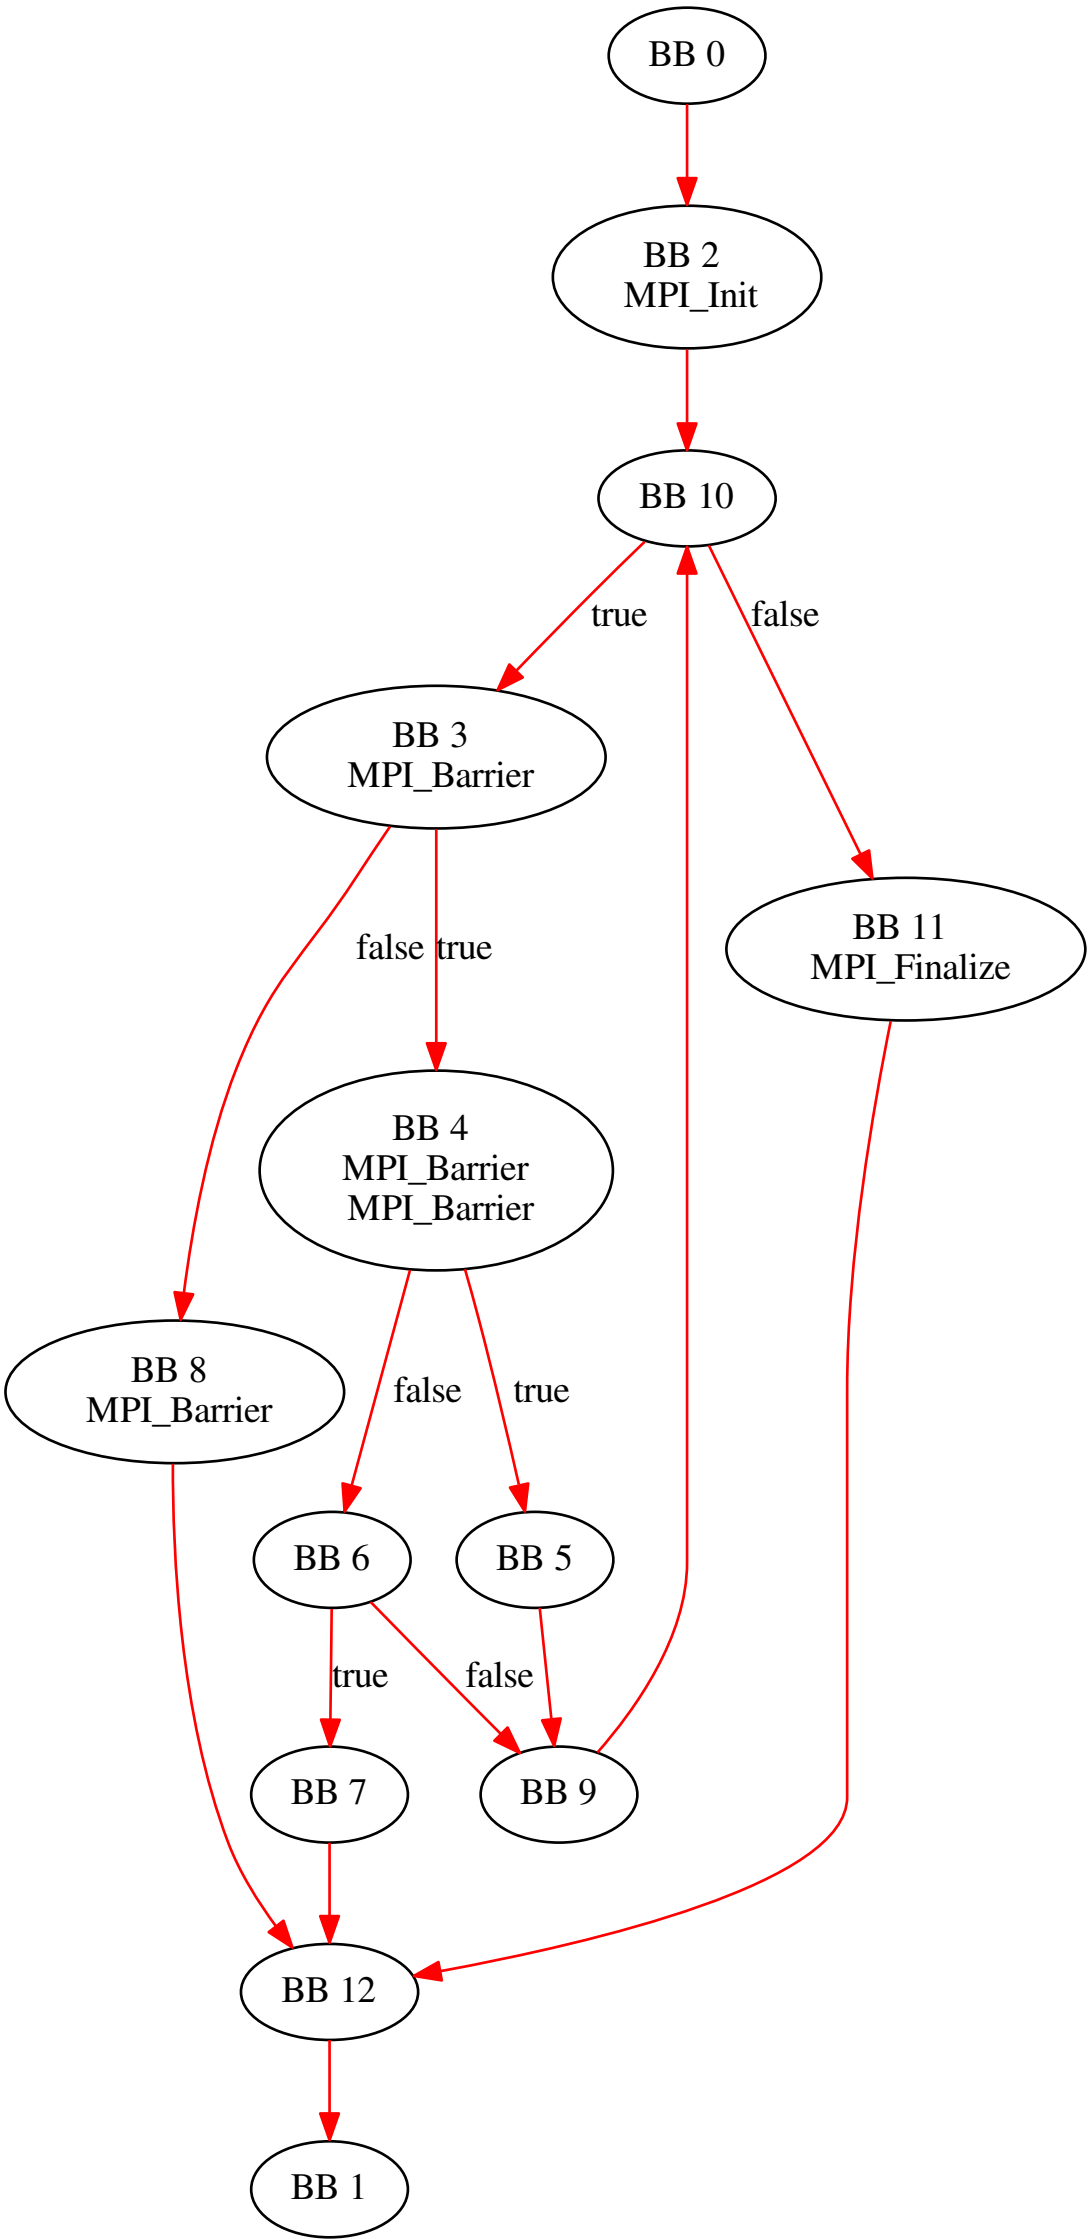 BB 0
BB 2
MPI_Init
BB 10
true
false
BB 3
MPI_Barrier
BB 11
MPI_Finalize
false
true
BB 4
MPI_Barrier
MPI_Barrier
BB 8
MPI_Barrier
false
true
BB 6
BB 5
true
false
BB 7
BB 9
BB 12
BB 1